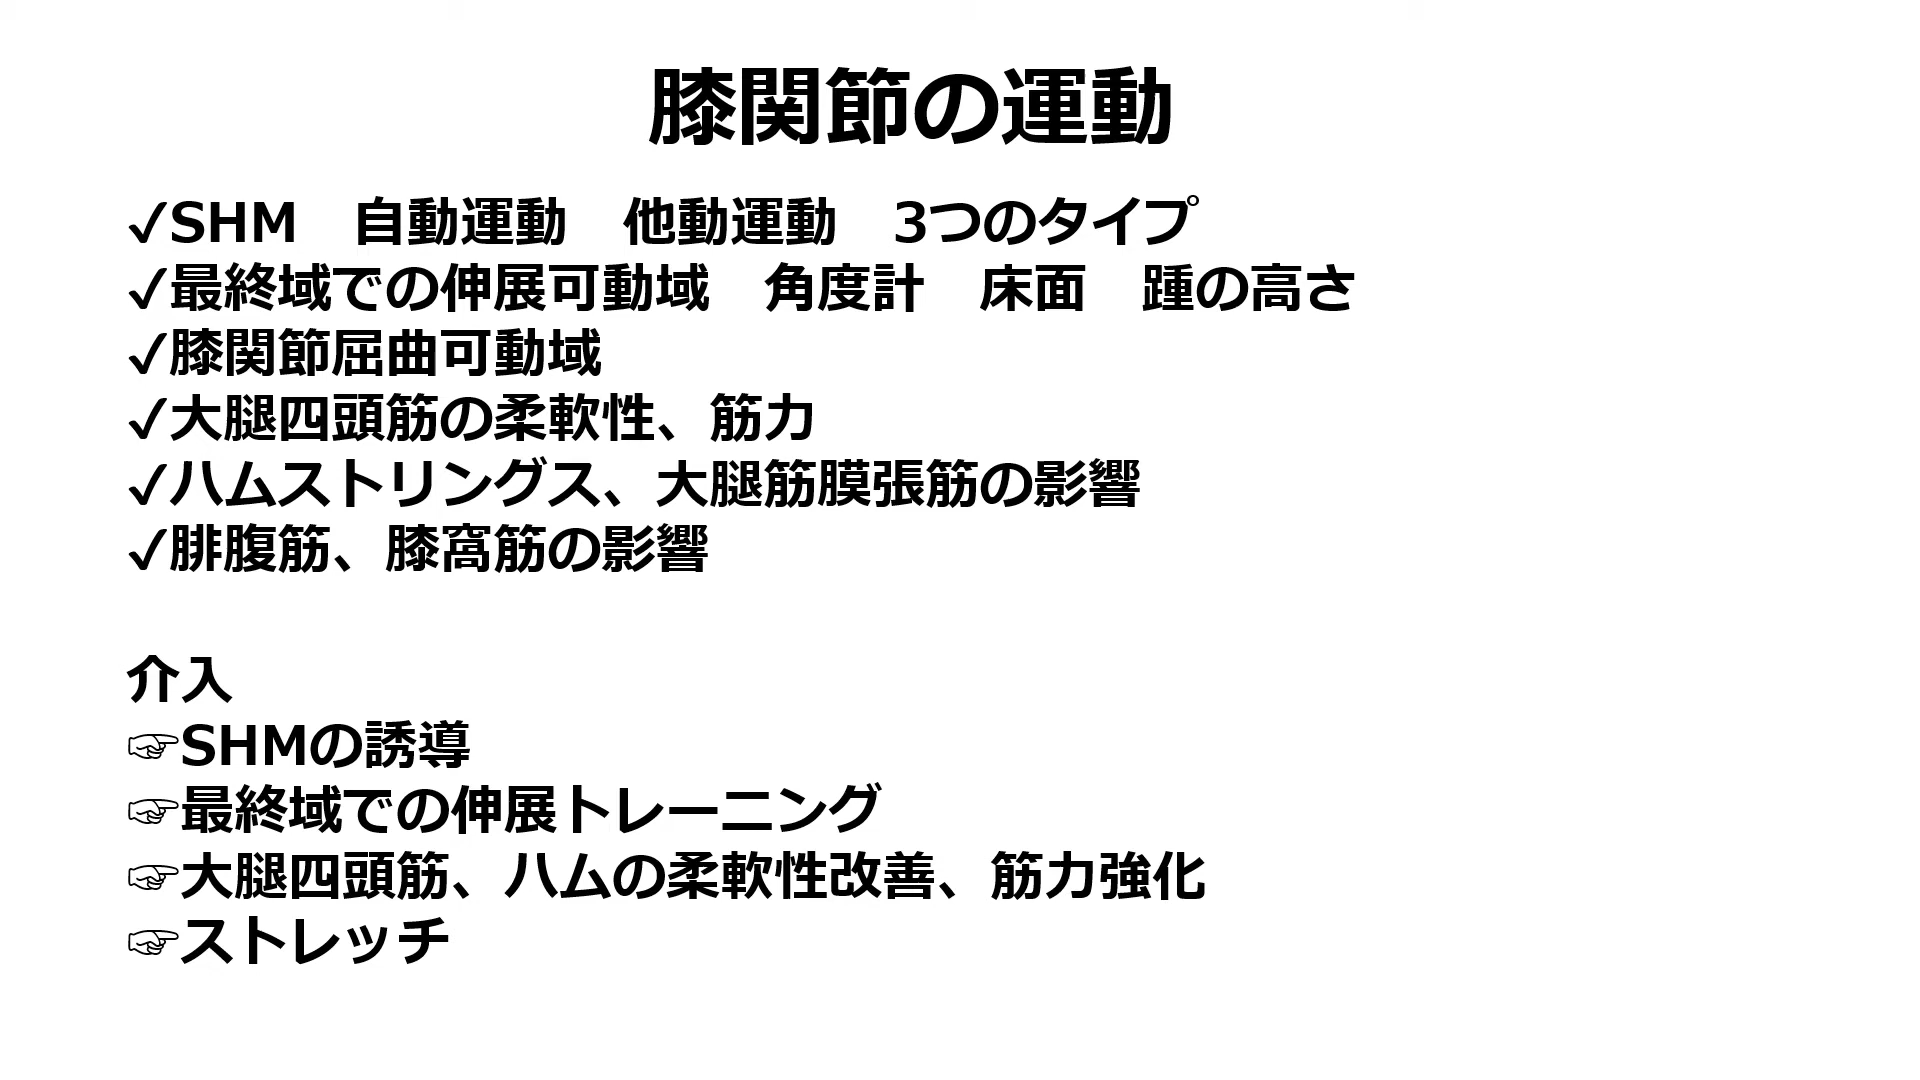 膝関節の運動
✓SHM　自動運動　他動運動　3つのタイプ
✓最終域での伸展可動域　角度計　床面　踵の高さ
✓膝関節屈曲可動域
✓大腿四頭筋の柔軟性、筋力
✓ハムストリングス、大腿筋膜張筋の影響
✓腓腹筋、膝窩筋の影響
介入
☞SHMの誘導
☞最終域での伸展トレーニング
☞大腿四頭筋、ハムの柔軟性改善、筋力強化
☞ストレッチ